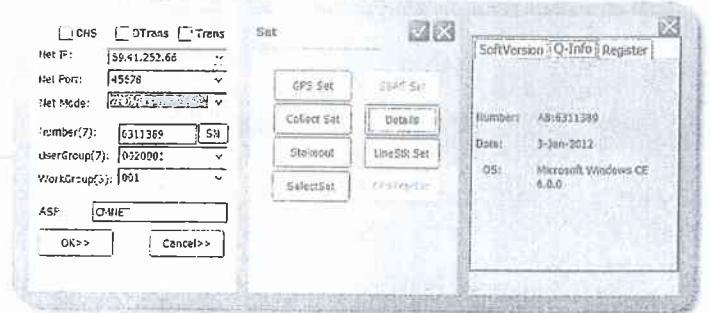 CHS DTrans Trans
Net IP: 59.41.252.66
Net Port: 45678
Net Mode:
Number(7): 6311389 SN
UserGroup(7): 0020001
WorkGroup(3): 001
ASP: CMNET
OK>> Cancel>>
Set
GPS Set
Collect Set Details
Stakeout LineStk Set
SelectSet
SoftVersion Q-Info Register
Number: AB:6311389
Date: 3-Jan-2012
OS: Microsoft Windows CE
6.0.0